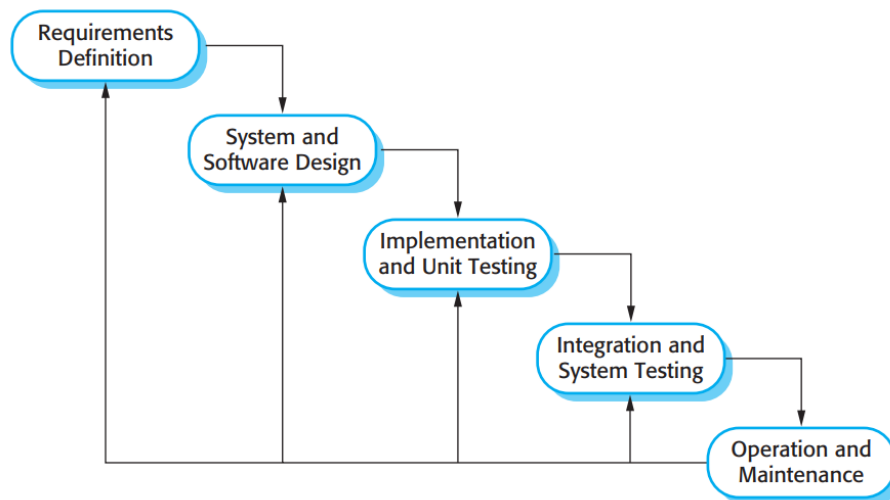 Requirements
Definition
System and
Software Design
Implementation
and Unit Testing
Integration and
System Testing
Operation and
Maintenance